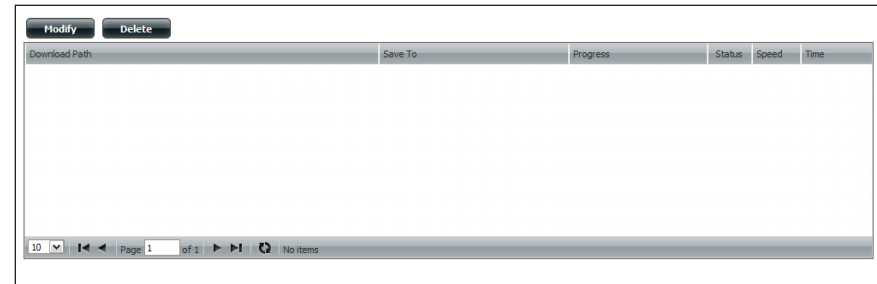 Modify Delete
Download Path Save To Progress Status Speed Time
10 Page 1 of 1 No items